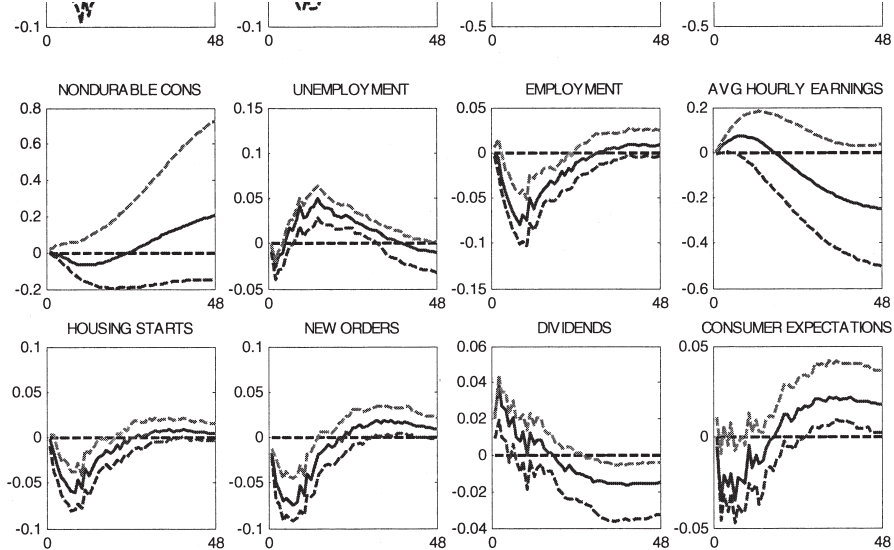 -0.1 -0.1 -0.5 -0.5
0 48 0 48 0 48 0 48
NONDURABLE CONS UNEMPLOYMENT EMPLOYMENT AVG HOURLY EARNINGS
0.8 0.15 0.05 0.2
0.6 0.1 0 0
0.4 0.05 -0.05 -0.2
0.2 0 -0.1 -0.4
0 -0.05 -0.15 -0.6
-0.2
0 48 0 48 0 48 0 48
HOUSING STARTS NEW ORDERS DIVIDENDS CONSUMER EXPECTATIONS
0.1 0.1 0.06 0.05
0.05 0.05 0.04 0
0 0 0.02 -0.05
-0.05 -0.05 0
-0.1 -0.1 -0.02
-0.04
0 48 0 48 0 48 0 48